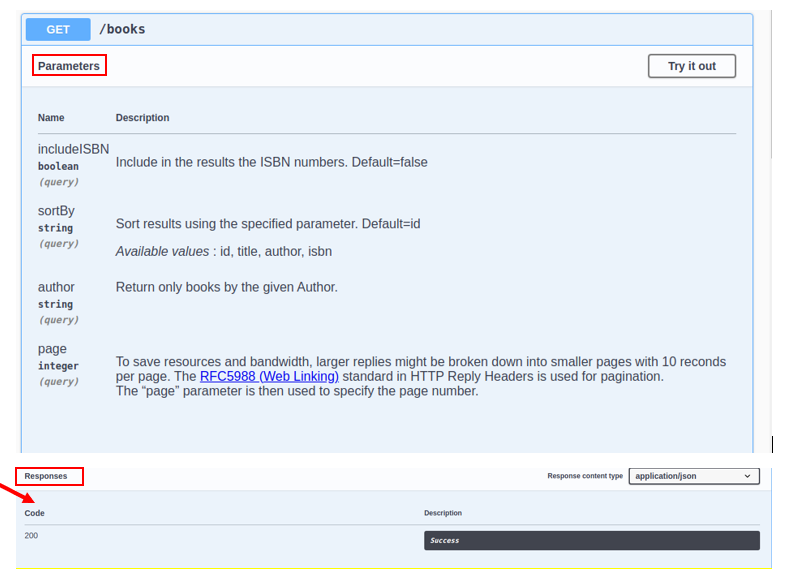 GET /books
Parameters
Try it out
Name Description
includeISBN
boolean
(query)
Include in the results the ISBN numbers. Default=false
sortBy
string
(query)
Sort results using the specified parameter. Default=id
Available values : id, title, author, isbn
author
string
(query)
Return only books by the given Author.
page
integer
(query)
To save resources and bandwidth, larger replies might be broken down into smaller pages with 10 records
per page. The RFC5988 (Web Linking) standard in HTTP Reply Headers is used for pagination.
The “page” parameter is then used to specify the page number.
Responses
Response content type application/json
Code Description
200 Success